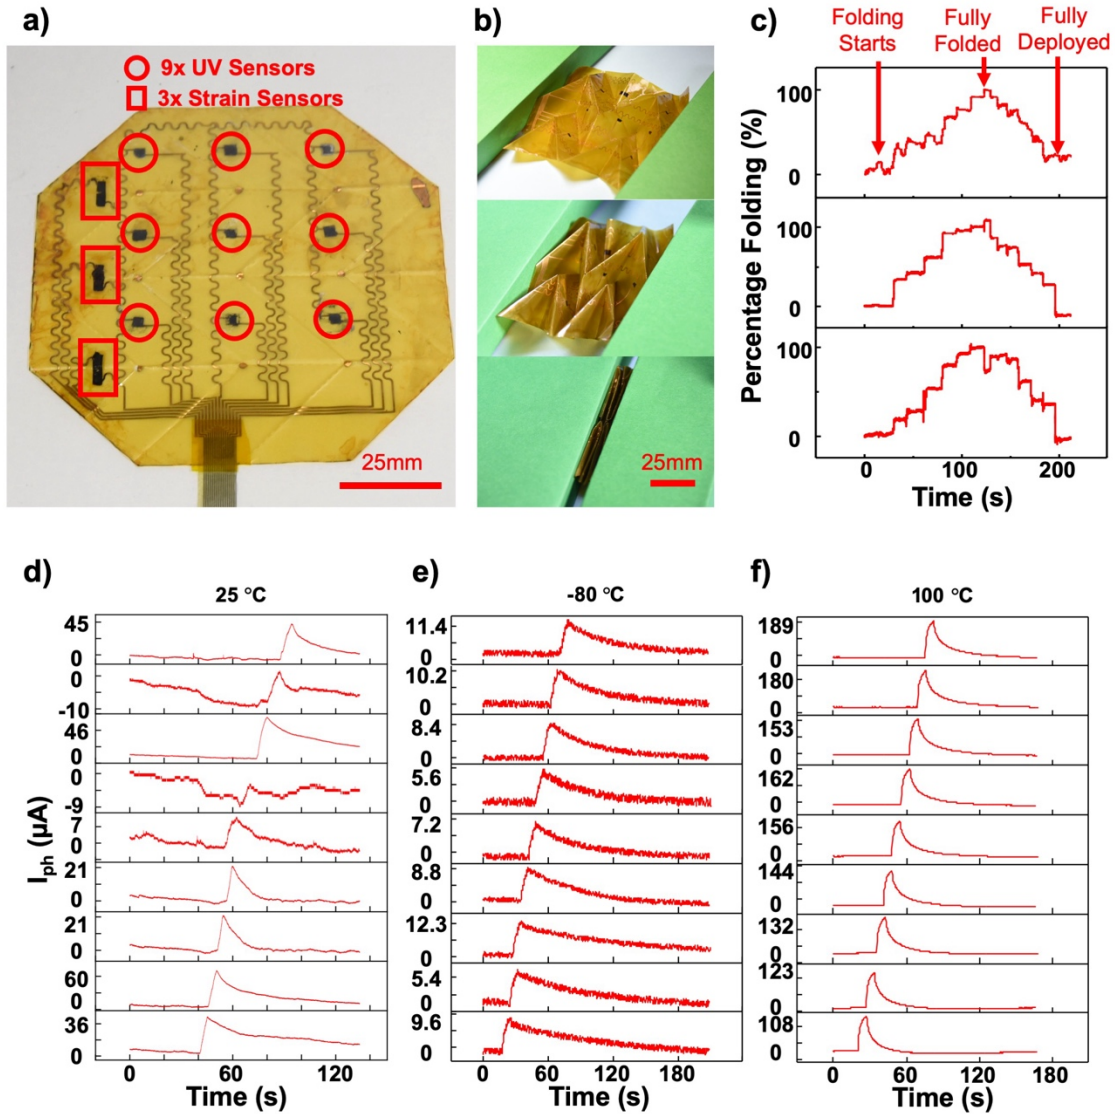 a)
9x UV Sensors
3x Strain Sensors
25mm
b)
25mm
c)
Folding
Starts
Fully
Folded
Fully
Deployed
Percentage Folding (%)
100
0
100
0
100
0
0
100
200
Time (s)
d)
25 °C
I_ph (µA)
45
0
0
-10
46
0
0
-9
7
0
21
0
21
0
60
0
36
0
0
60
120
Time (s)
e)
-80 °C
11.4
0
10.2
0
8.4
0
5.6
0
7.2
0
8.8
0
12.3
0
5.4
0
9.6
0
0
60
120
180
Time (s)
f)
100 °C
189
0
180
0
153
0
162
0
156
0
144
0
132
0
123
0
108
0
0
60
120
180
Time (s)